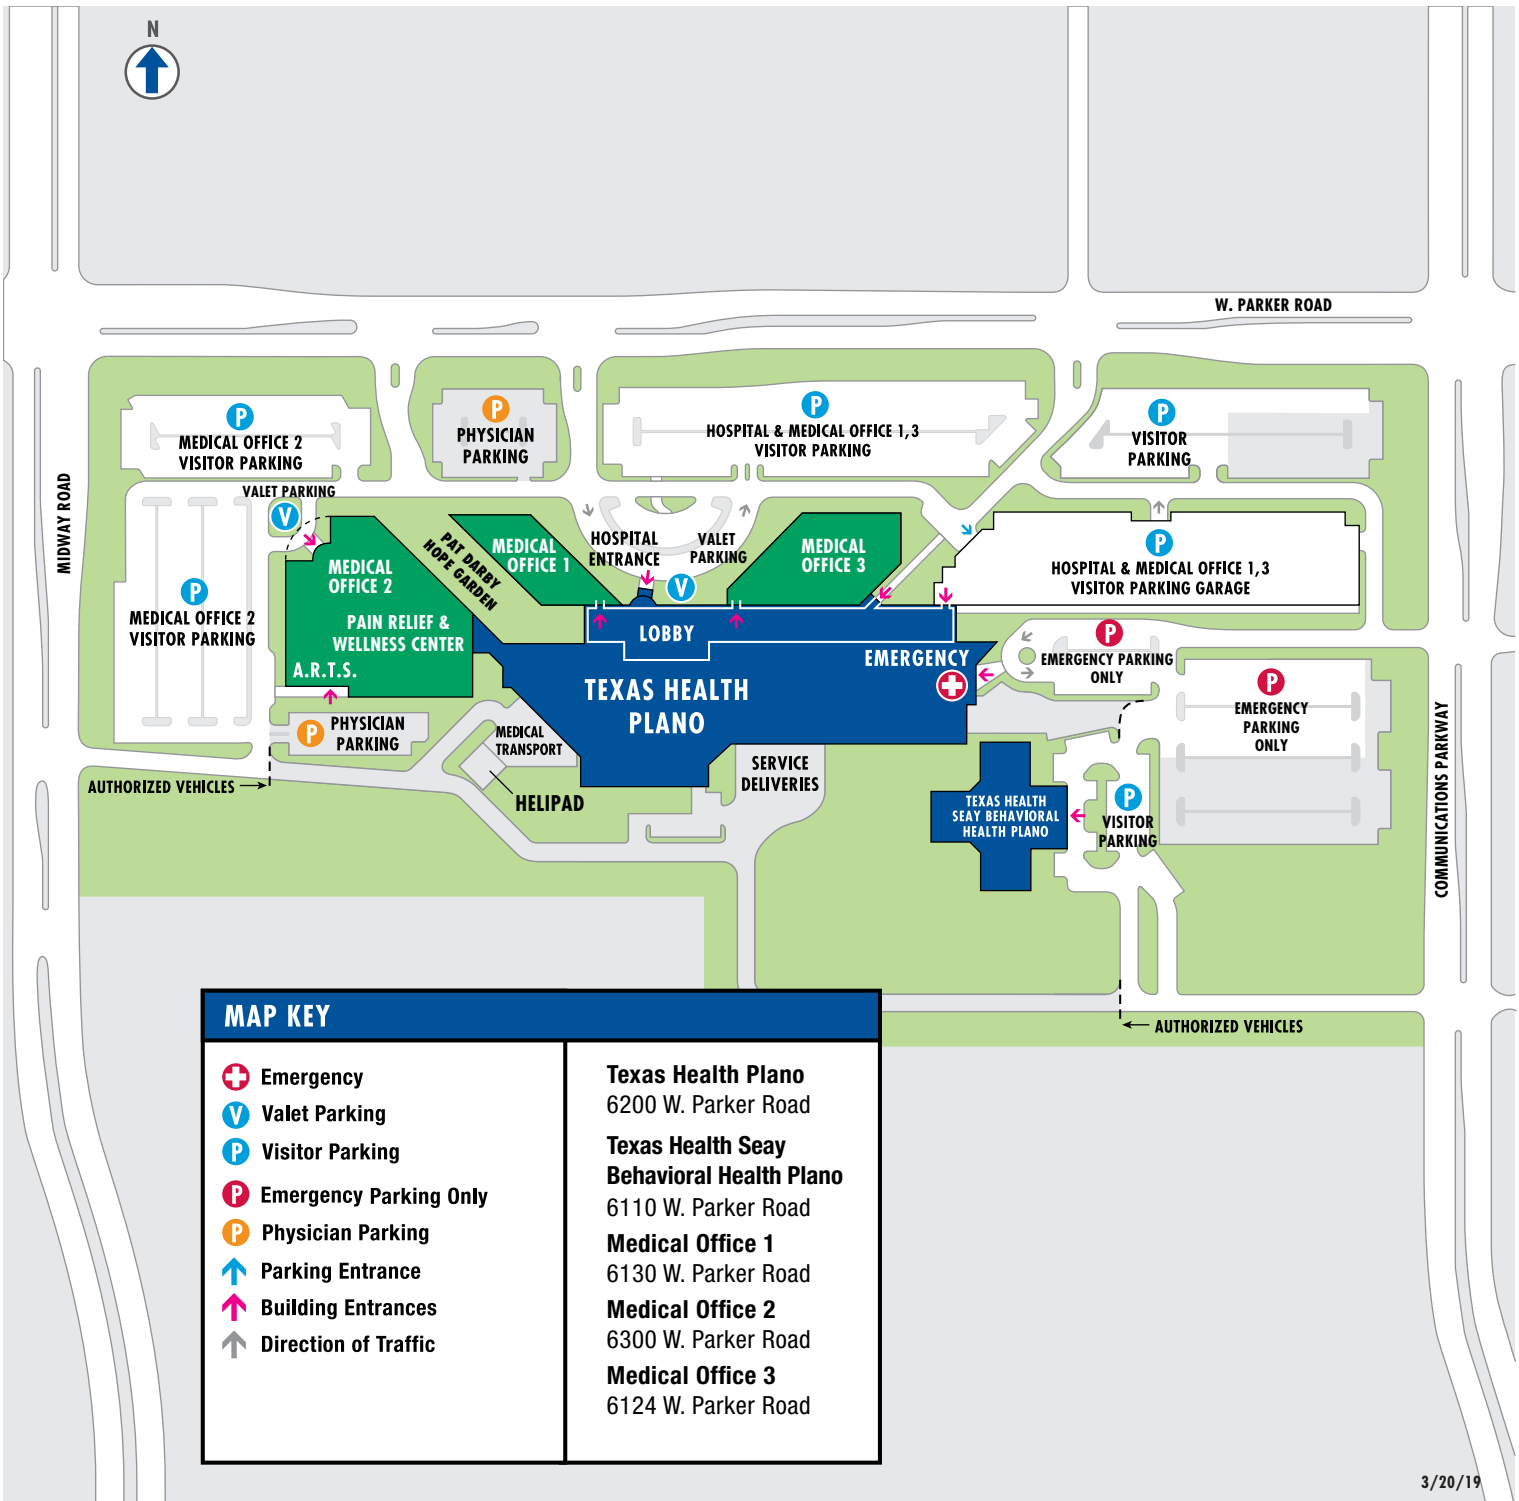 N
W. PARKER ROAD
MIDWAY ROAD
COMMUNICATIONS PARKWAY
P
MEDICAL OFFICE 2
VISITOR PARKING
P
PHYSICIAN
PARKING
P
HOSPITAL & MEDICAL OFFICE 1,3
VISITOR PARKING
P
VISITOR
PARKING
VALET PARKING
V
P
MEDICAL OFFICE 2
VISITOR PARKING
MEDICAL
OFFICE 2
PAIN RELIEF &
WELLNESS CENTER
A.R.T.S.
PAT DARBY
HOPE GARDEN
MEDICAL
OFFICE 1
HOSPITAL
ENTRANCE
VALET
PARKING
V
MEDICAL
OFFICE 3
P
HOSPITAL & MEDICAL OFFICE 1,3
VISITOR PARKING GARAGE
LOBBY
EMERGENCY
TEXAS HEALTH
PLANO
P
EMERGENCY PARKING
ONLY
P
EMERGENCY
PARKING
ONLY
P
PHYSICIAN
PARKING
MEDICAL
TRANSPORT
HELIPAD
SERVICE
DELIVERIES
AUTHORIZED VEHICLES
TEXAS HEALTH
SEAY BEHAVIORAL
HEALTH PLANO
P
VISITOR
PARKING
AUTHORIZED VEHICLES
MAP KEY
Emergency
V Valet Parking
P Visitor Parking
P Emergency Parking Only
P Physician Parking
Parking Entrance
Building Entrances
Direction of Traffic
Texas Health Plano
6200 W. Parker Road
Texas Health Seay
Behavioral Health Plano
6110 W. Parker Road
Medical Office 1
6130 W. Parker Road
Medical Office 2
6300 W. Parker Road
Medical Office 3
6124 W. Parker Road
3/20/19